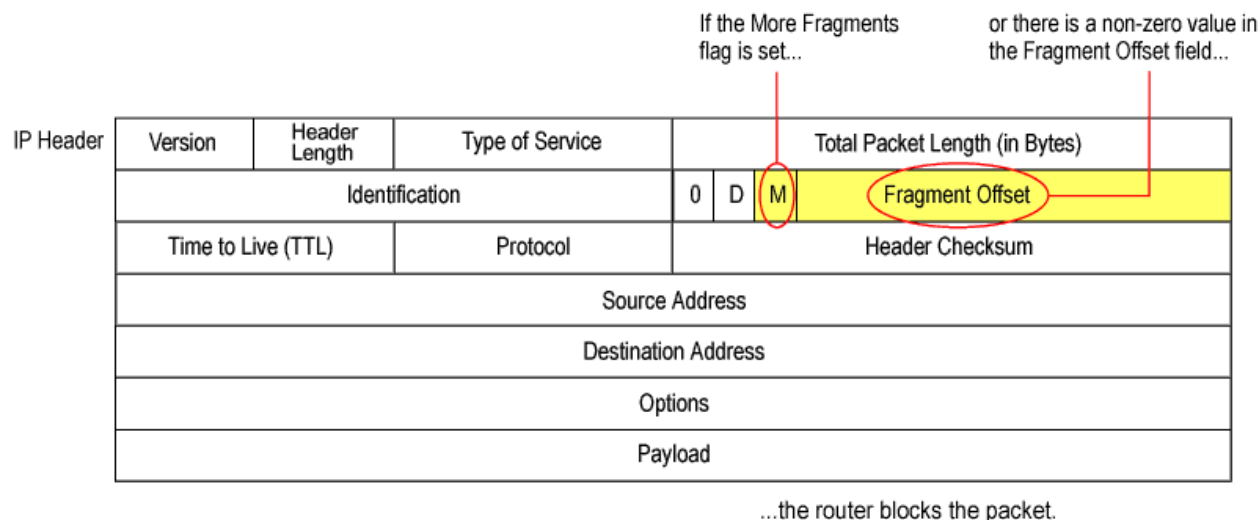 If the More Fragments
flag is set...
or there is a non-zero value in
the Fragment Offset field...
IP Header
Version
Header
Length
Type of Service
Total Packet Length (in Bytes)
Identification
0
D
M
Fragment Offset
Time to Live (TTL)
Protocol
Header Checksum
Source Address
Destination Address
Options
Payload
...the router blocks the packet.